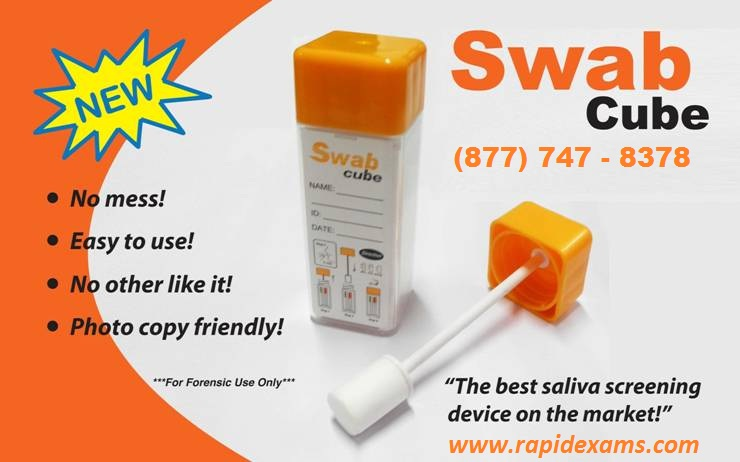 NEW
Swab
Cube
(877) 747 - 8378
• No mess!
• Easy to use!
• No other like it!
• Photo copy friendly!
***For Forensic Use Only***
Swab
cube
NAME:
ID:
DATE:
"The best saliva screening
device on the market!"
www.rapidexams.com